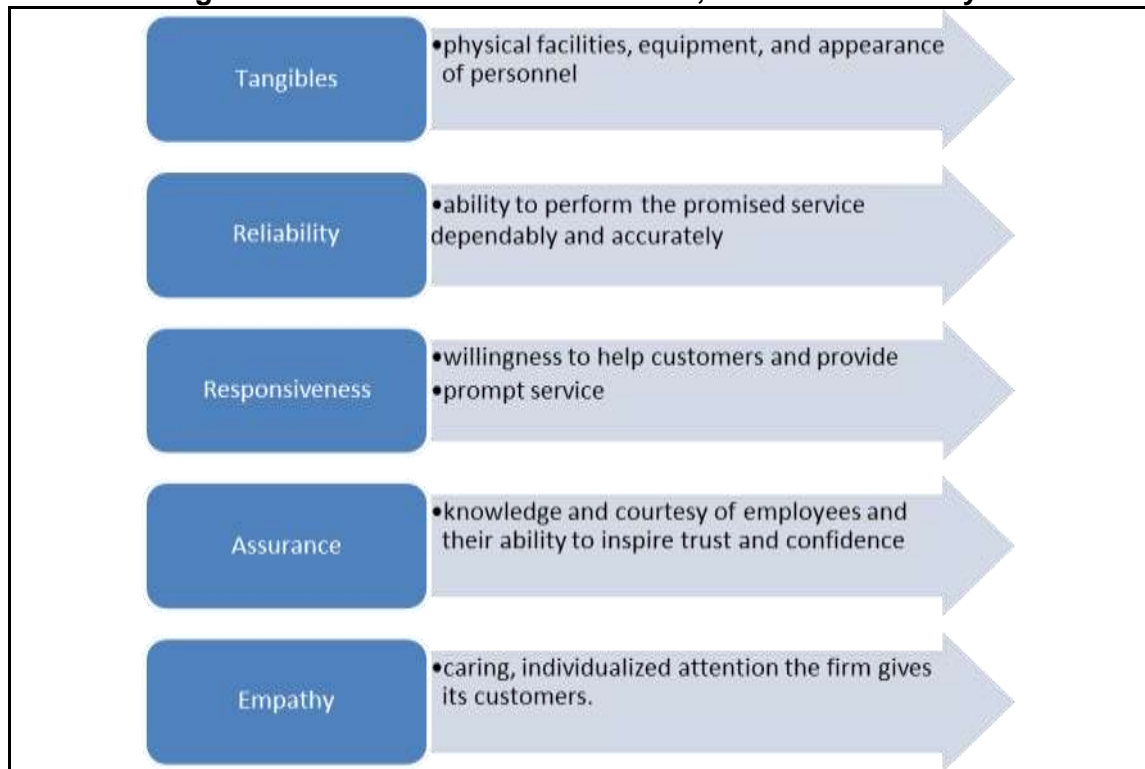 Tangibles
•physical facilities, equipment, and appearance
of personnel
Reliability
•ability to perform the promised service
dependably and accurately
Responsiveness
•willingness to help customers and provide
•prompt service
Assurance
•knowledge and courtesy of employees and
their ability to inspire trust and confidence
Empathy
•caring, individualized attention the firm gives
its customers.